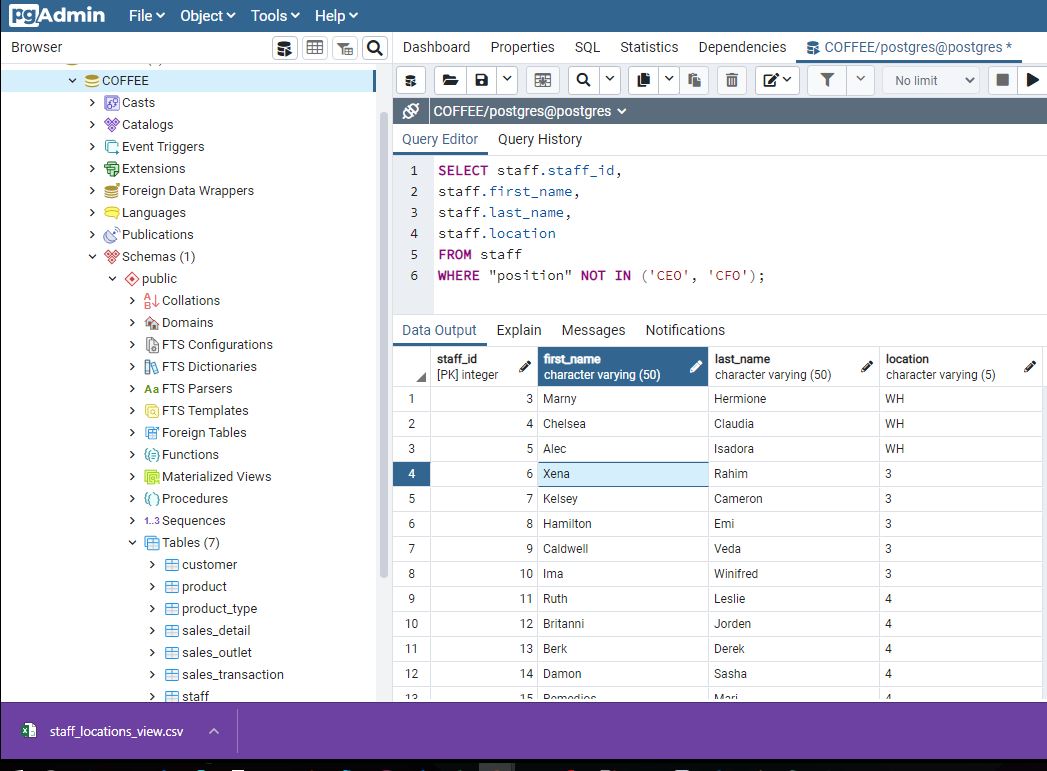 pgAdmin File Object Tools Help
Browser
Dashboard Properties SQL Statistics Dependencies COFFEE/postgres@postgres *
COFFEE
Casts
Catalogs
Event Triggers
Extensions
Foreign Data Wrappers
Languages
Publications
Schemas (1)
public
Collations
Domains
FTS Configurations
FTS Dictionaries
FTS Parsers
FTS Templates
Foreign Tables
Functions
Materialized Views
Procedures
1..3 Sequences
Tables (7)
customer
product
product_type
sales_detail
sales_outlet
sales_transaction
staff
No limit
COFFEE/postgres@postgres
Query Editor Query History
1 SELECT staff.staff_id,
2 staff.first_name,
3 staff.last_name,
4 staff.location
5 FROM staff
6 WHERE "position" NOT IN ('CEO', 'CFO');
Data Output Explain Messages Notifications
staff_id first_name last_name location
[PK] integer character varying (50) character varying (50) character varying (5)
1 3 Marny Hermione WH
2 4 Chelsea Claudia WH
3 5 Alec Isadora WH
4 6 Xena Rahim 3
5 7 Kelsey Cameron 3
6 8 Hamilton Emi 3
7 9 Caldwell Veda 3
8 10 Ima Winifred 3
9 11 Ruth Leslie 4
10 12 Britanni Jorden 4
11 13 Berk Derek 4
12 14 Damon Sasha 4
13 15 Remedios Mari 4
staff_locations_view.csv